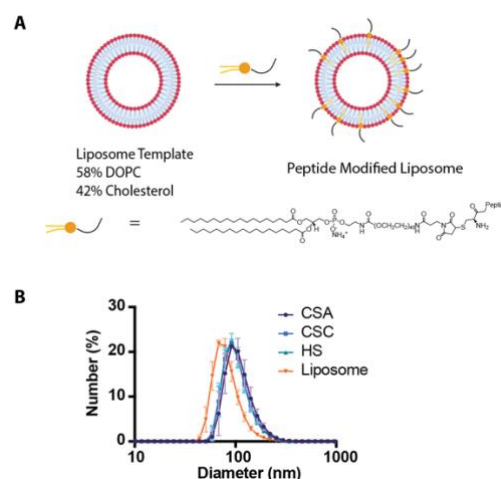 A
Liposome Template
58% DOPC
42% Cholesterol
Peptide Modified Liposome
=
O
O
O
H
O
O
P
O
O
NH₄⁺
N
H
O
(OCH₂CH₂)
N
H
O
N
O
O
S
NH₂
O
B
CSA
CSC
HS
Liposome
Number (%)
30
20
10
0
10
100
1000
Diameter (nm)